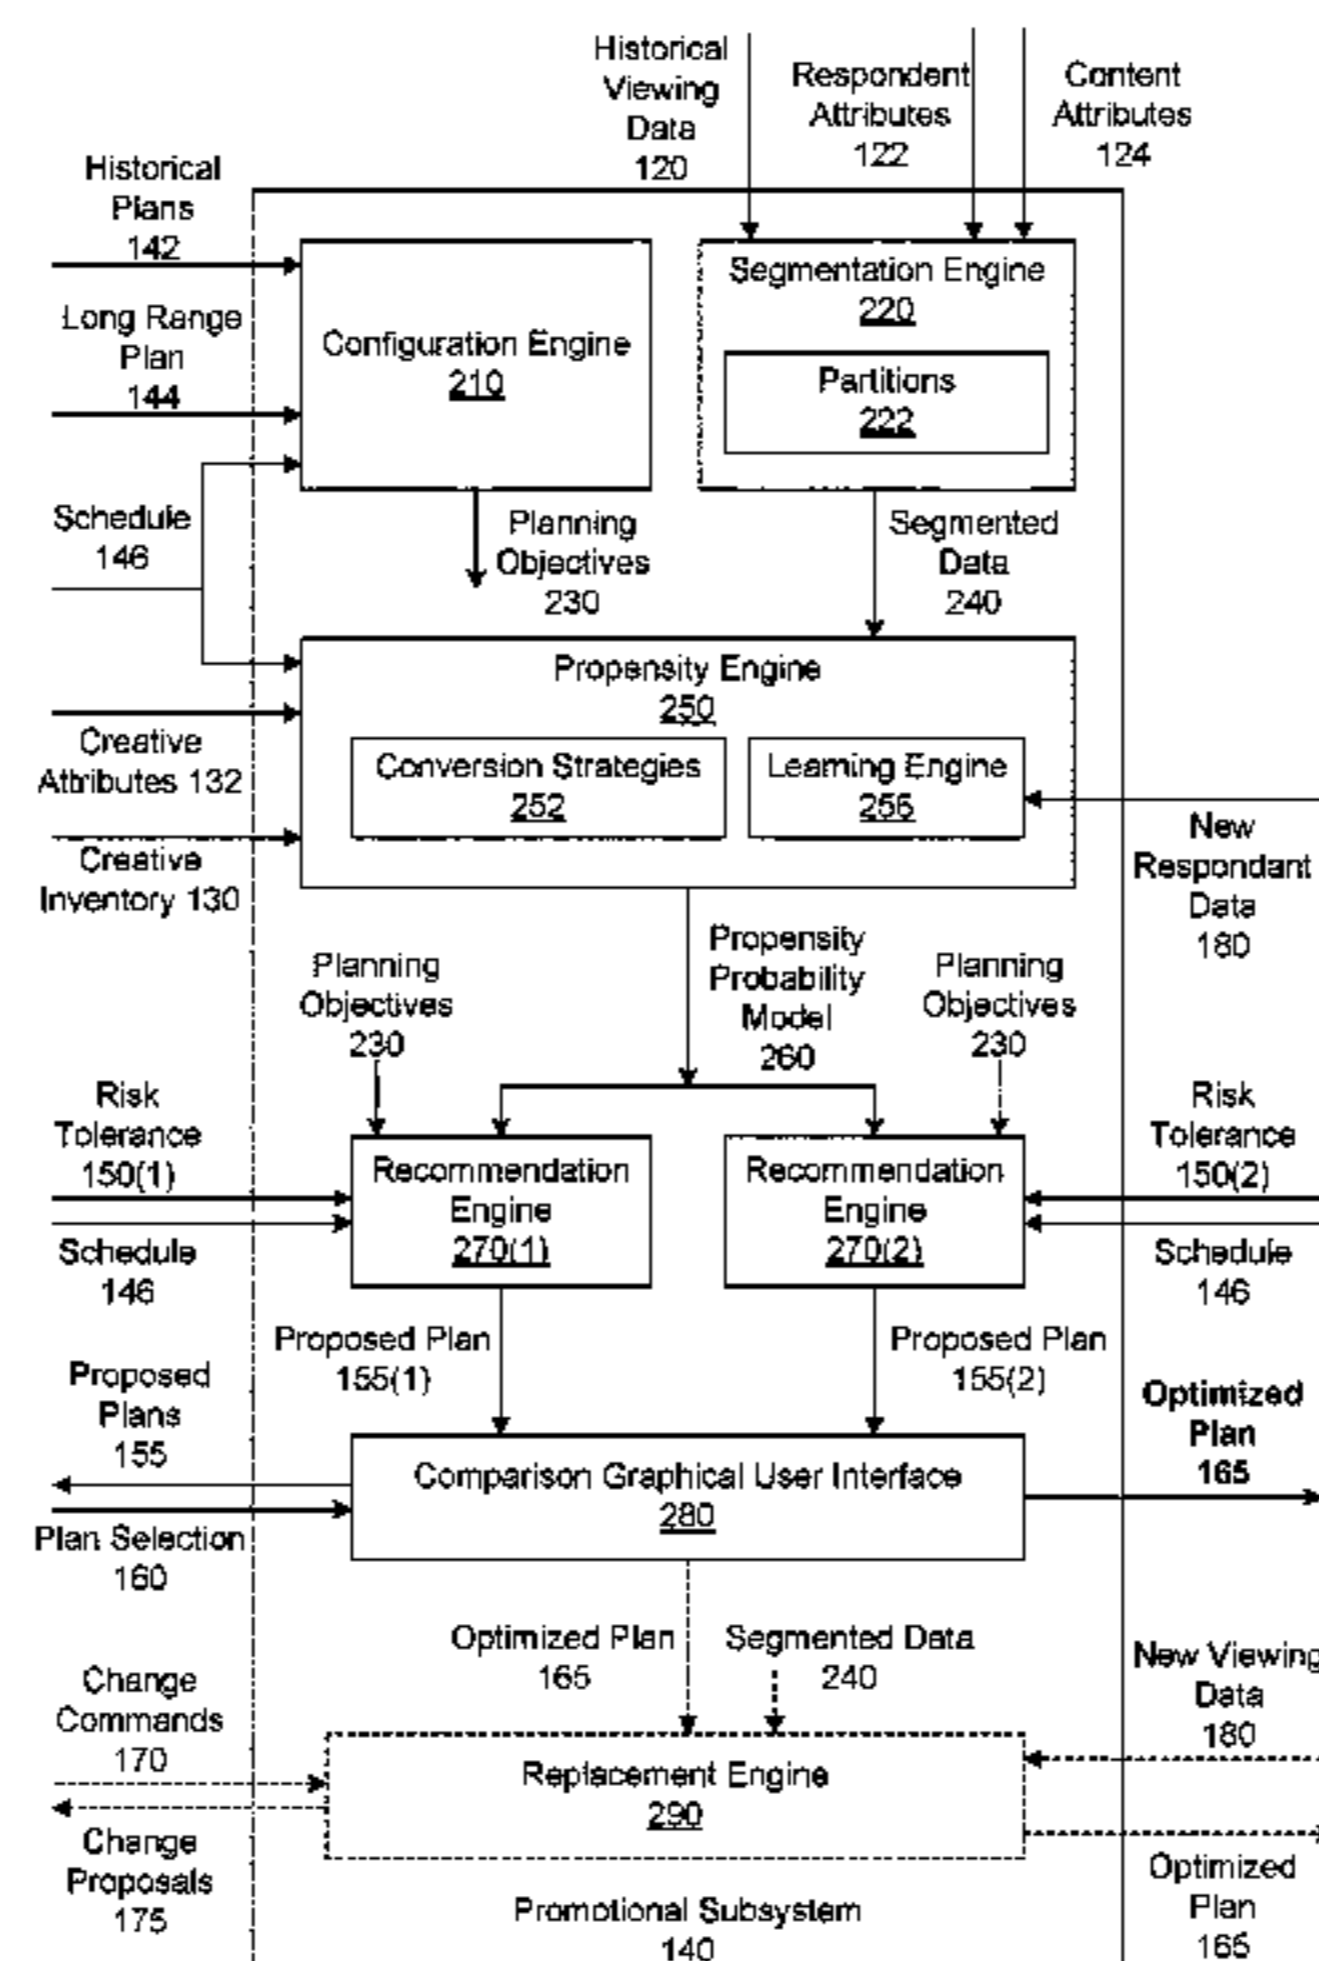 Historical
Viewing
Data
120
Respondent
Attributes
122
Content
Attributes
124
Historical
Plans
142
Long Range
Plan
144
Schedule
146
Configuration Engine
210
Segmentation Engine
220
Partitions
222
Planning
Objectives
230
Segmented
Data
240
Propensity Engine
250
Conversion Strategies
252
Learning Engine
256
Creative
Attributes 132
Creative
Inventory 130
New
Respondant
Data
180
Planning
Objectives
230
Propensity
Probability
Model
260
Planning
Objectives
230
Risk
Tolerance
150(1)
Schedule
146
Recommendation
Engine
270(1)
Recommendation
Engine
270(2)
Risk
Tolerance
150(2)
Schedule
146
Proposed Plan
155(1)
Proposed Plan
155(2)
Proposed
Plans
155
Plan Selection
160
Comparison Graphical User Interface
280
Optimized
Plan
165
Optimized Plan
165
Segmented Data
240
Change
Commands
170
Change
Proposals
175
Replacement Engine
290
New Viewing
Data
180
Optimized
Plan
165
Promotional Subsystem
140